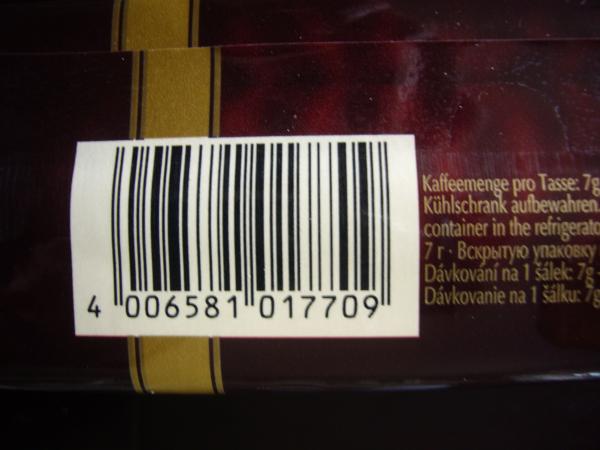 4 006581 017709
Kaffeemenge pro Tasse: 7g
Kühlschrank aufbewahren.
container in the
7 г · Вскрытую упаковку
Dávkování na 1 šálek: 7g
Dávkovanie na 1 šálku: 7g